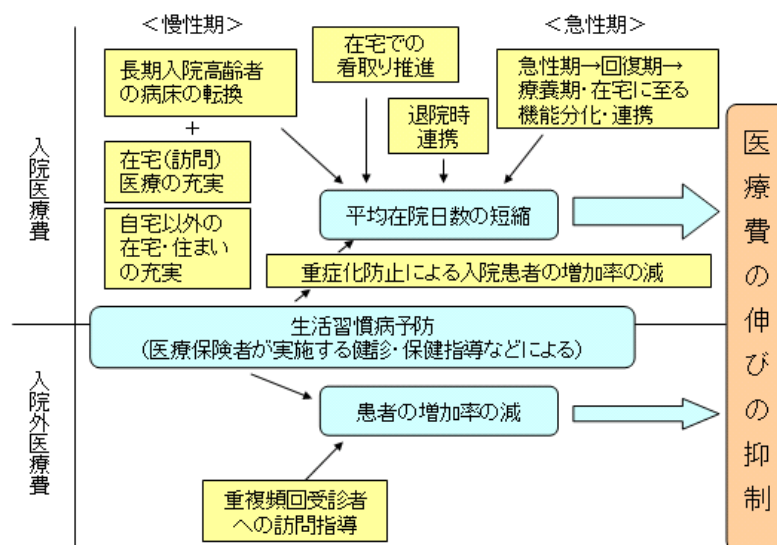 <慢性期>
<急性期>
入院医療費
長期入院高齢者
の病床の転換
+
在宅(訪問)
医療の充実
自宅以外の
在宅・住まい
の充実
在宅での
看取り推進
退院時
連携
急性期→回復期→
療養期・在宅に至る
機能分化・連携
平均在院日数の短縮
重症化防止による入院患者の増加率の減
生活習慣病予防
(医療保険者が実施する健診・保健指導などによる)
入院外医療費
患者の増加率の減
重複頻回受診者
への訪問指導
医療費の伸びの抑制